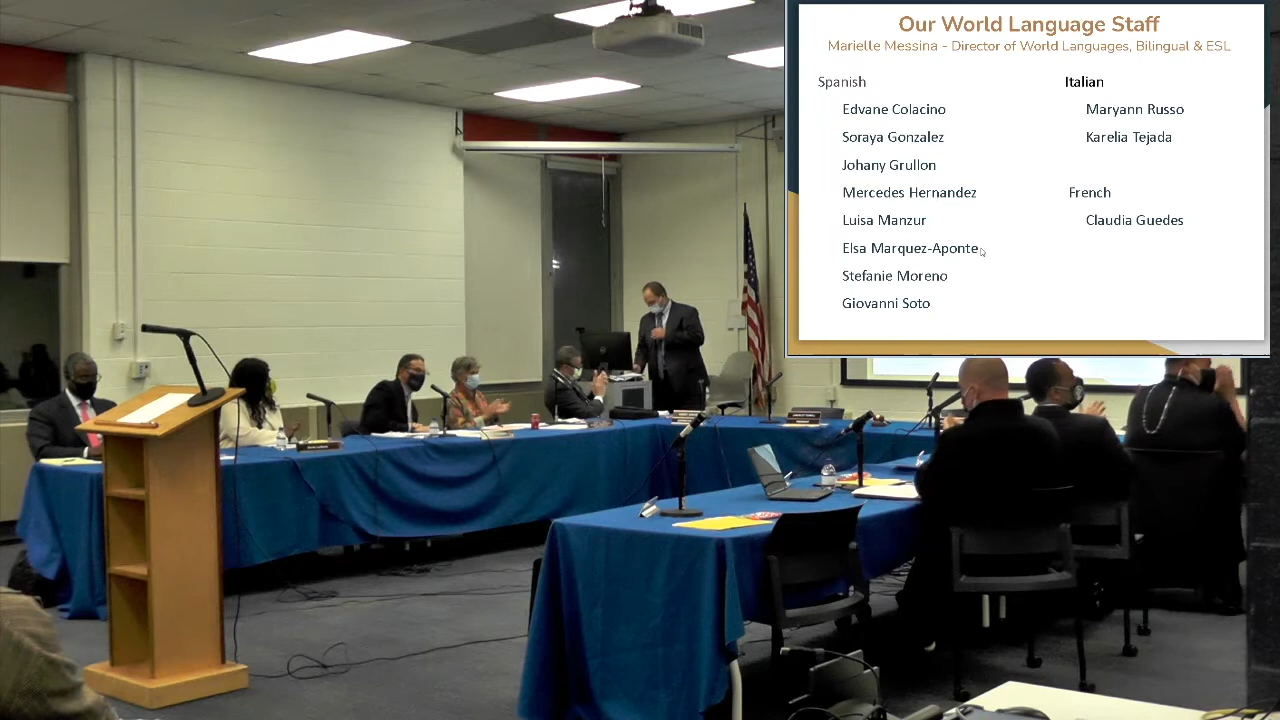 Our World Language Staff
Marielle Messina - Director of World Languages, Bilingual & ESL
Spanish
Edvane Colacino
Soraya Gonzalez
Johany Grullon
Mercedes Hernandez
Luisa Manzur
Elsa Marquez-Aponte
Stefanie Moreno
Giovanni Soto
Italian
Maryann Russo
Karelia Tejada
French
Claudia Guedes